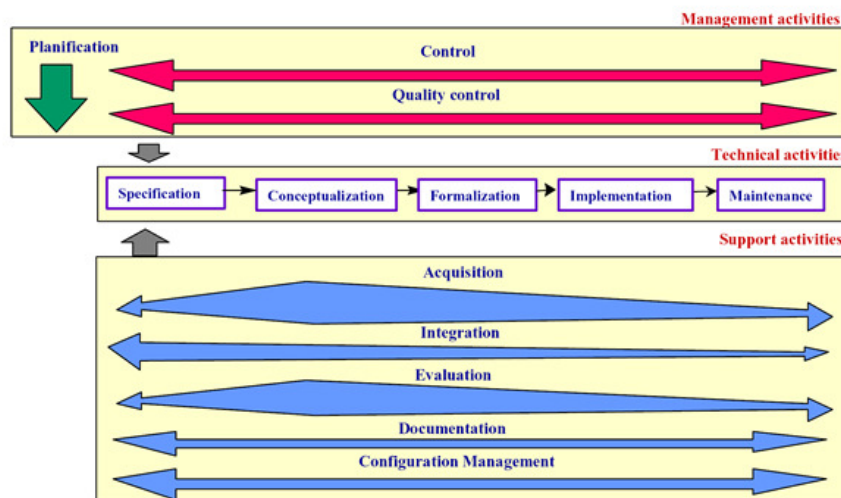 Management activities
Planification
Control
Quality control
Technical activities
Specification
Conceptualization
Formalization
Implementation
Maintenance
Support activities
Acquisition
Integration
Evaluation
Documentation
Configuration Management